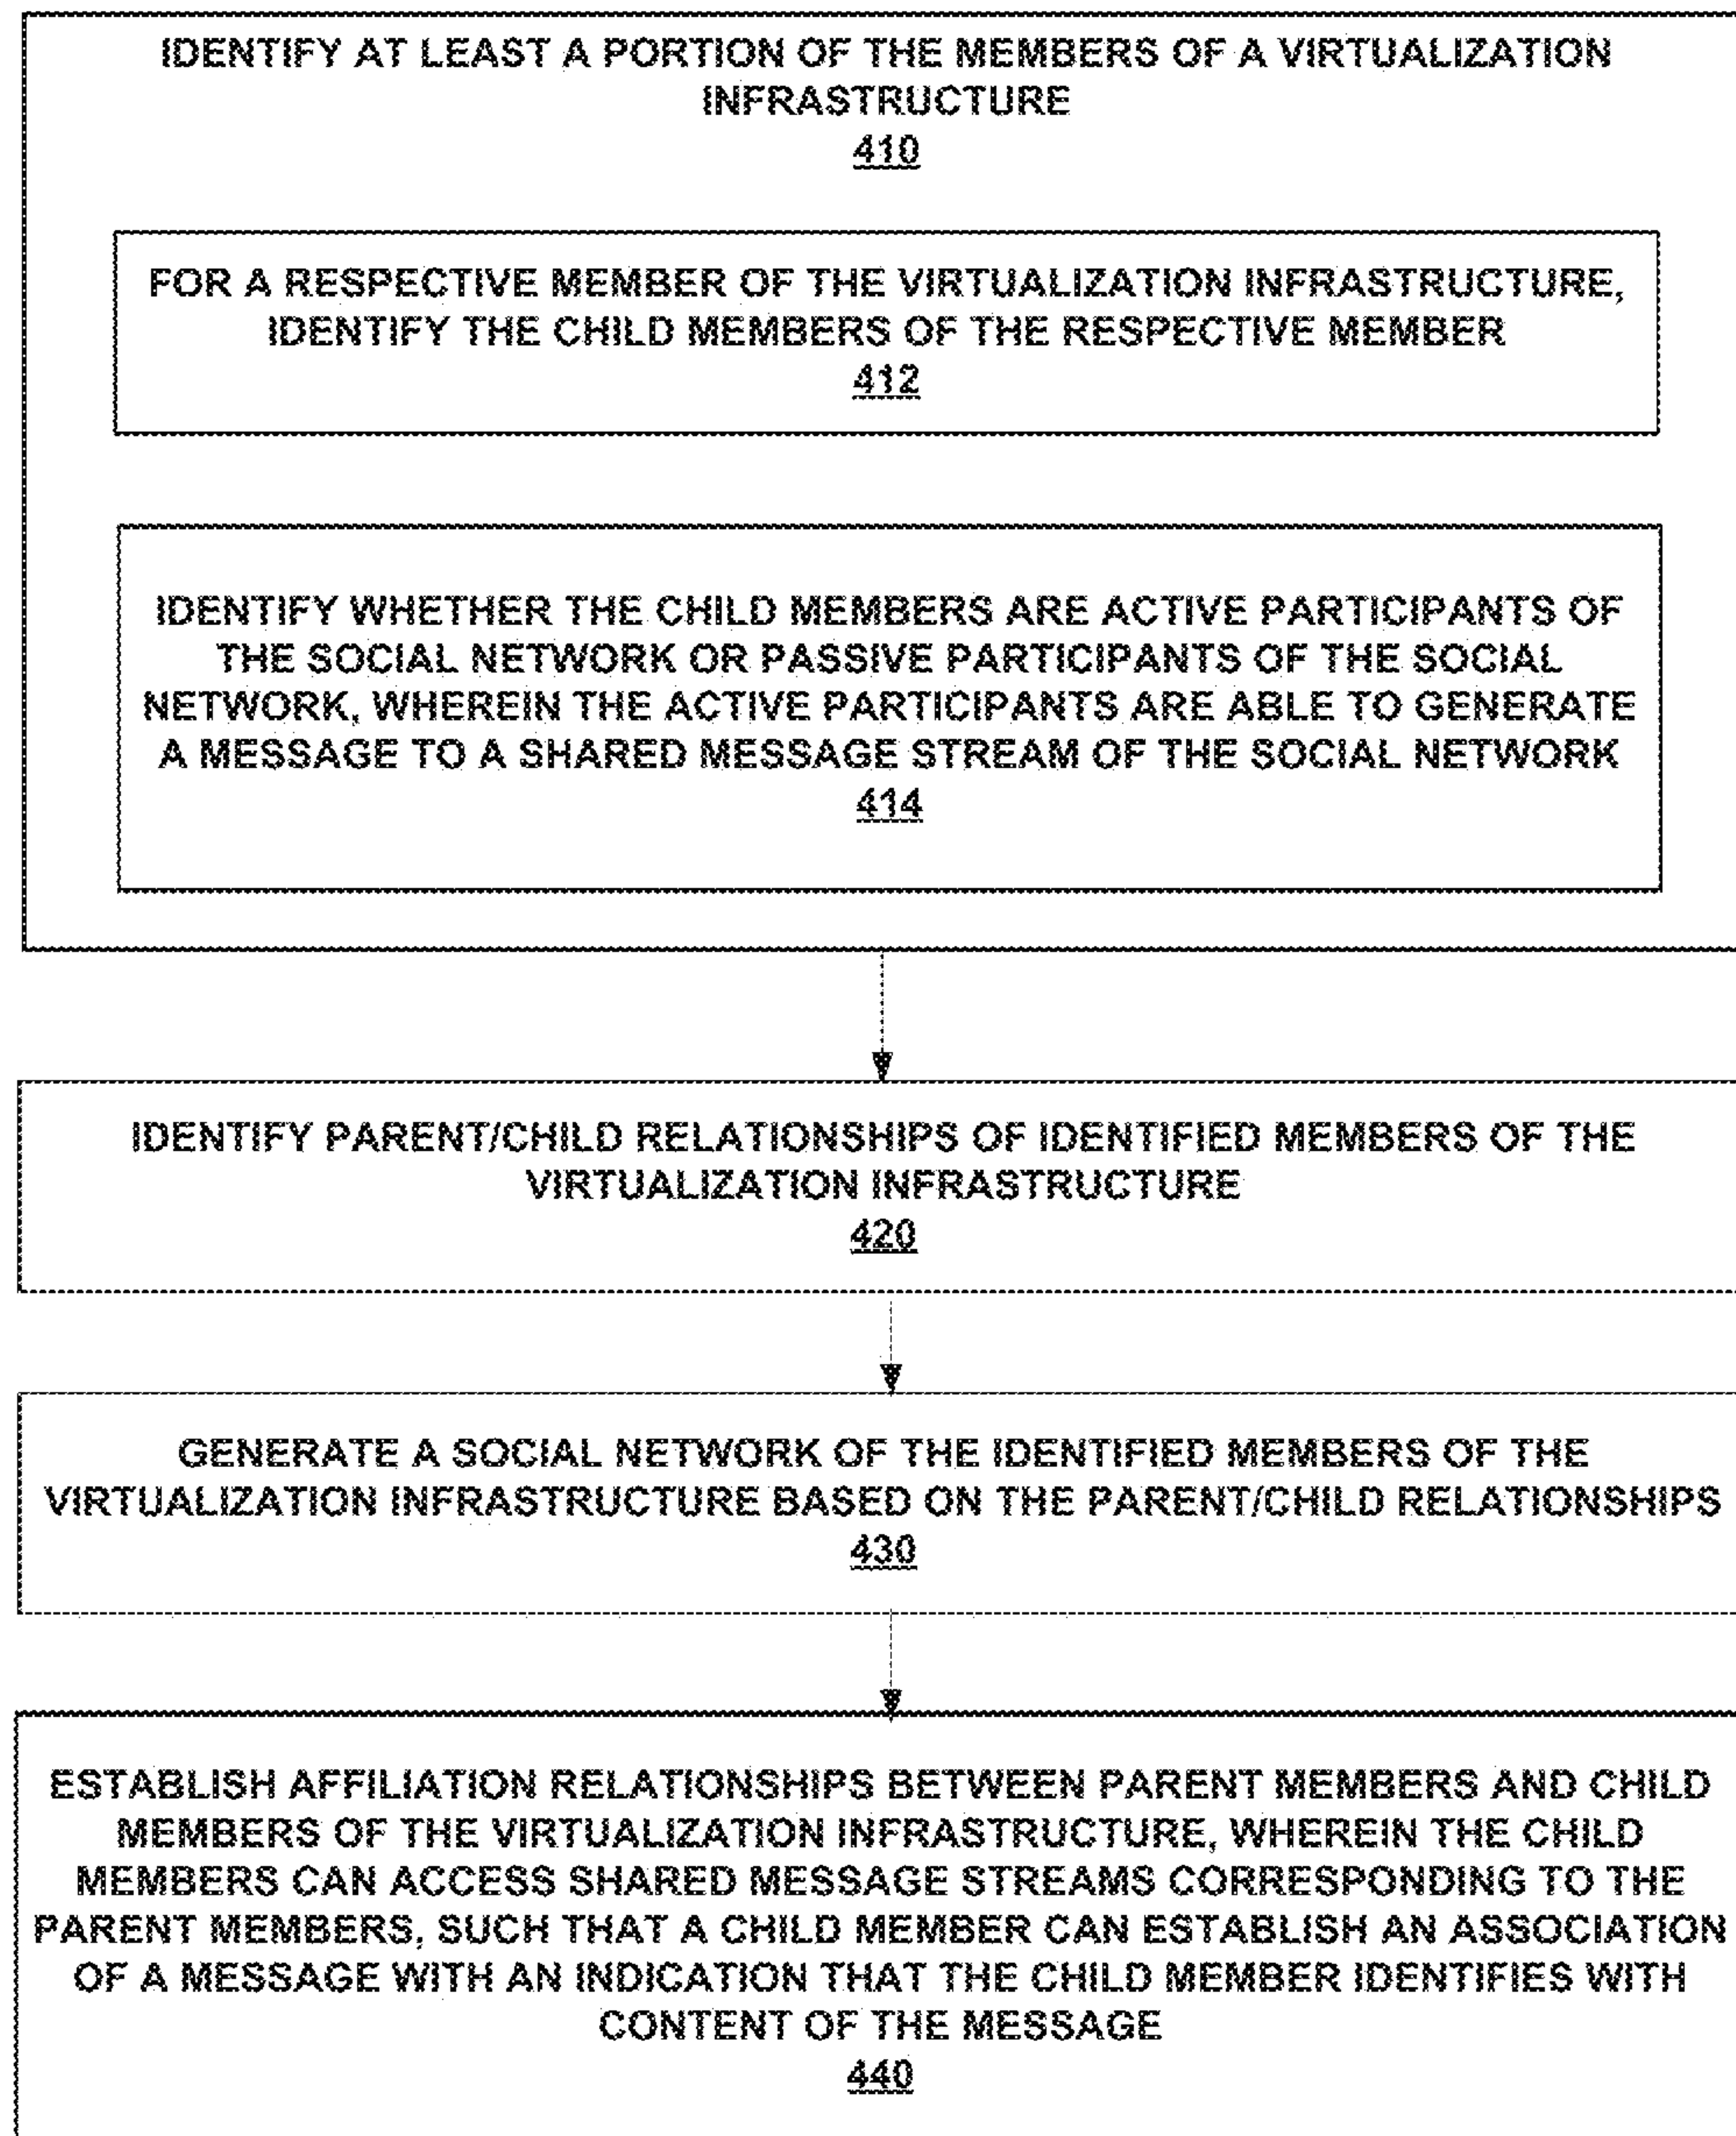 IDENTIFY AT LEAST A PORTION OF THE MEMBERS OF A VIRTUALIZATION
INFRASTRUCTURE
410
FOR A RESPECTIVE MEMBER OF THE VIRTUALIZATION INFRASTRUCTURE,
IDENTIFY THE CHILD MEMBERS OF THE RESPECTIVE MEMBER
412
IDENTIFY WHETHER THE CHILD MEMBERS ARE ACTIVE PARTICIPANTS OF
THE SOCIAL NETWORK OR PASSIVE PARTICIPANTS OF THE SOCIAL
NETWORK, WHEREIN THE ACTIVE PARTICIPANTS ARE ABLE TO GENERATE
A MESSAGE TO A SHARED MESSAGE STREAM OF THE SOCIAL NETWORK
414
IDENTIFY PARENT/CHILD RELATIONSHIPS OF IDENTIFIED MEMBERS OF THE
VIRTUALIZATION INFRASTRUCTURE
420
GENERATE A SOCIAL NETWORK OF THE IDENTIFIED MEMBERS OF THE
VIRTUALIZATION INFRASTRUCTURE BASED ON THE PARENT/CHILD RELATIONSHIPS
430
ESTABLISH AFFILIATION RELATIONSHIPS BETWEEN PARENT MEMBERS AND CHILD
MEMBERS OF THE VIRTUALIZATION INFRASTRUCTURE, WHEREIN THE CHILD
MEMBERS CAN ACCESS SHARED MESSAGE STREAMS CORRESPONDING TO THE
PARENT MEMBERS, SUCH THAT A CHILD MEMBER CAN ESTABLISH AN ASSOCIATION
OF A MESSAGE WITH AN INDICATION THAT THE CHILD MEMBER IDENTIFIES WITH
CONTENT OF THE MESSAGE
440